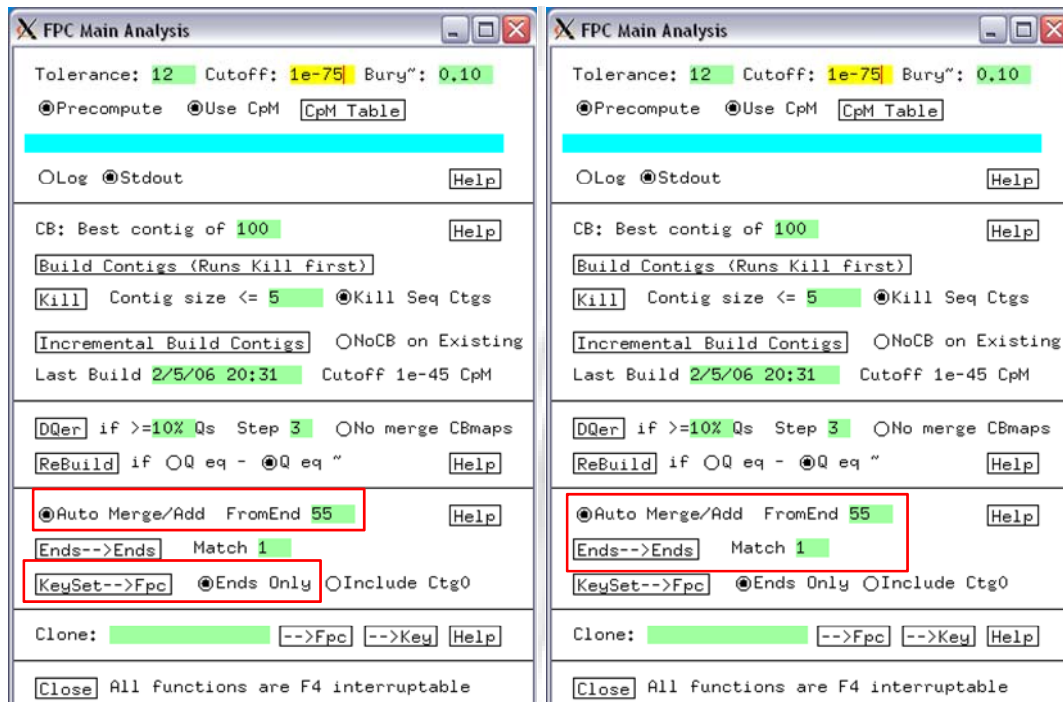 FPC Main Analysis
Tolerance: 12 Cutoff: 1e-75 Bury~: 0.10
Precompute Use CpM CpM Table
Log Stdout Help
CB: Best contig of 100 Help
Build Contigs (Runs Kill first)
Kill Contig size <= 5 Kill Seq Ctgs
Incremental Build Contigs NoCB on Existing
Last Build 2/5/06 20:31 Cutoff 1e-45 CpM
DQer if >=10% Qs Step 3 No merge CBmaps
ReBuild if Q eq - Q eq ~ Help
Auto Merge/Add FromEnd 55 Help
Ends-->Ends Match 1
KeySet-->Fpc Ends Only Include Ctg0
Clone: -->Fpc -->Key Help
Close All functions are F4 interruptable
FPC Main Analysis
Tolerance: 12 Cutoff: 1e-75 Bury~: 0.10
Precompute Use CpM CpM Table
Log Stdout Help
CB: Best contig of 100 Help
Build Contigs (Runs Kill first)
Kill Contig size <= 5 Kill Seq Ctgs
Incremental Build Contigs NoCB on Existing
Last Build 2/5/06 20:31 Cutoff 1e-45 CpM
DQer if >=10% Qs Step 3 No merge CBmaps
ReBuild if Q eq - Q eq ~ Help
Auto Merge/Add FromEnd 55 Help
Ends-->Ends Match 1
KeySet-->Fpc Ends Only Include Ctg0
Clone: -->Fpc -->Key Help
Close All functions are F4 interruptable